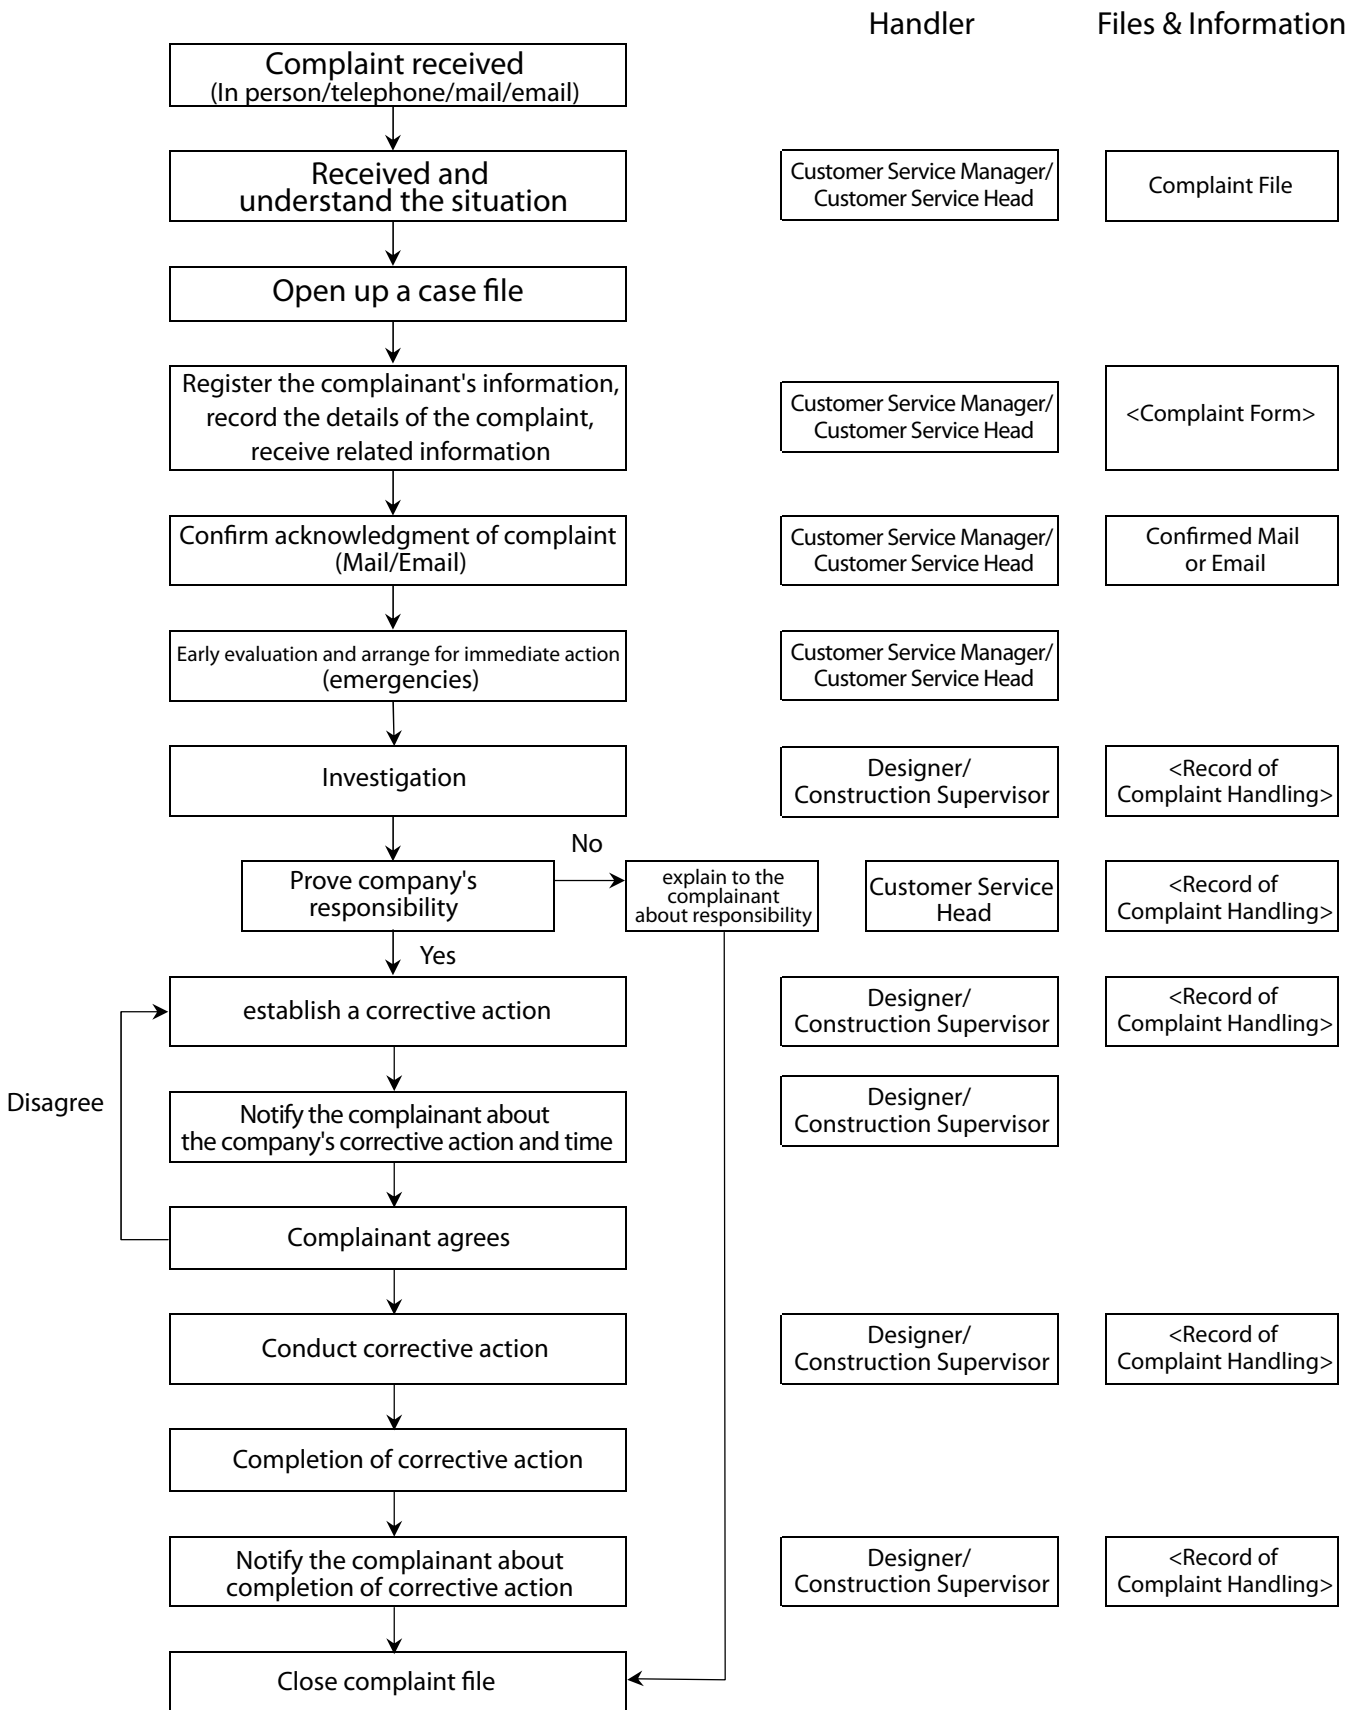 Handler
Files & Information
Complaint received
(In person/telephone/mail/email)
Received and
understand the situation
Customer Service Manager/
Customer Service Head
Complaint File
Open up a case file
Register the complainant's information,
record the details of the complaint,
receive related information
Customer Service Manager/
Customer Service Head
<Complaint Form>
Confirm acknowledgment of complaint
(Mail/Email)
Customer Service Manager/
Customer Service Head
Confirmed Mail
or Email
Early evaluation and arrange for immediate action
(emergencies)
Customer Service Manager/
Customer Service Head
Investigation
Designer/
Construction Supervisor
<Record of
Complaint Handling>
Prove company's
responsibility
No
explain to the
complainant
about responsibility
Customer Service
Head
<Record of
Complaint Handling>
Yes
establish a corrective action
Designer/
Construction Supervisor
<Record of
Complaint Handling>
Disagree
Notify the complainant about
the company's corrective action and time
Designer/
Construction Supervisor
Complainant agrees
Conduct corrective action
Designer/
Construction Supervisor
<Record of
Complaint Handling>
Completion of corrective action
Notify the complainant about
completion of corrective action
Designer/
Construction Supervisor
<Record of
Complaint Handling>
Close complaint file